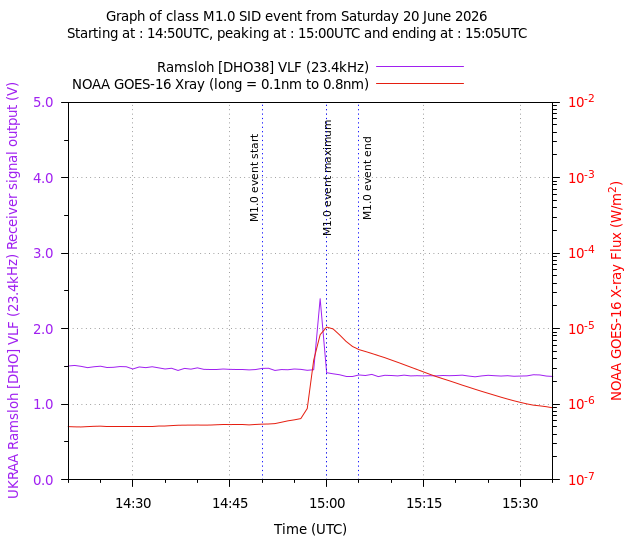 Graph of class M1.0 SID event from Saturday 20 June 2026
Starting at : 14:50UTC, peaking at : 15:00UTC and ending at : 15:05UTC
Ramsloh [DHO38] VLF (23.4kHz)
NOAA GOES-16 Xray (long = 0.1nm to 0.8nm)
UKRAA Ramsloh [DHO] VLF (23.4kHz) Receiver signal output (V)
5.0
4.0
3.0
2.0
1.0
0.0
M1.0 event start
M1.0 event maximum
M1.0 event end
10^-2
10^-3
10^-4
10^-5
10^-6
10^-7
NOAA GOES-16 X-ray Flux (W/m²)
14:30
14:45
15:00
15:15
15:30
Time (UTC)